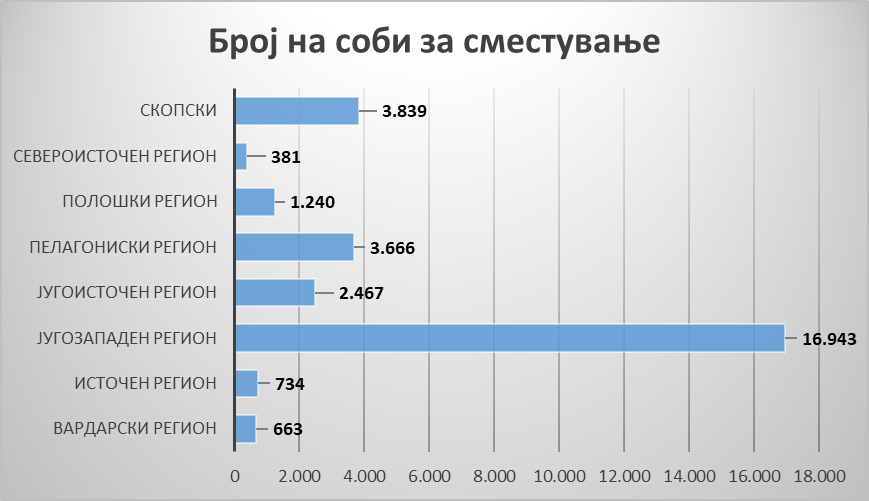 Број на соби за сместување
СКОПСКИ 3.839
СЕВЕРОИСТОЧЕН РЕГИОН 381
ПОЛОШКИ РЕГИОН 1.240
ПЕЛАГОНИСКИ РЕГИОН 3.666
ЈУГОИСТОЧЕН РЕГИОН 2.467
ЈУГОЗАПАДЕН РЕГИОН 16.943
ИСТОЧЕН РЕГИОН 734
ВАРДАРСКИ РЕГИОН 663
0 2.000 4.000 6.000 8.000 10.000 12.000 14.000 16.000 18.000